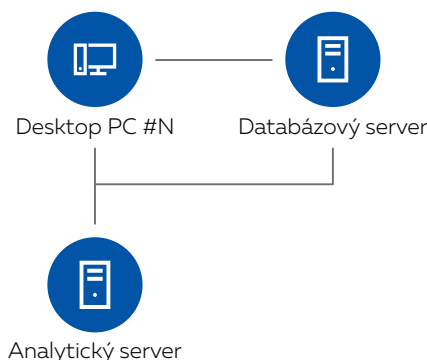 Desktop PC #N
Databázový server
Analytický server